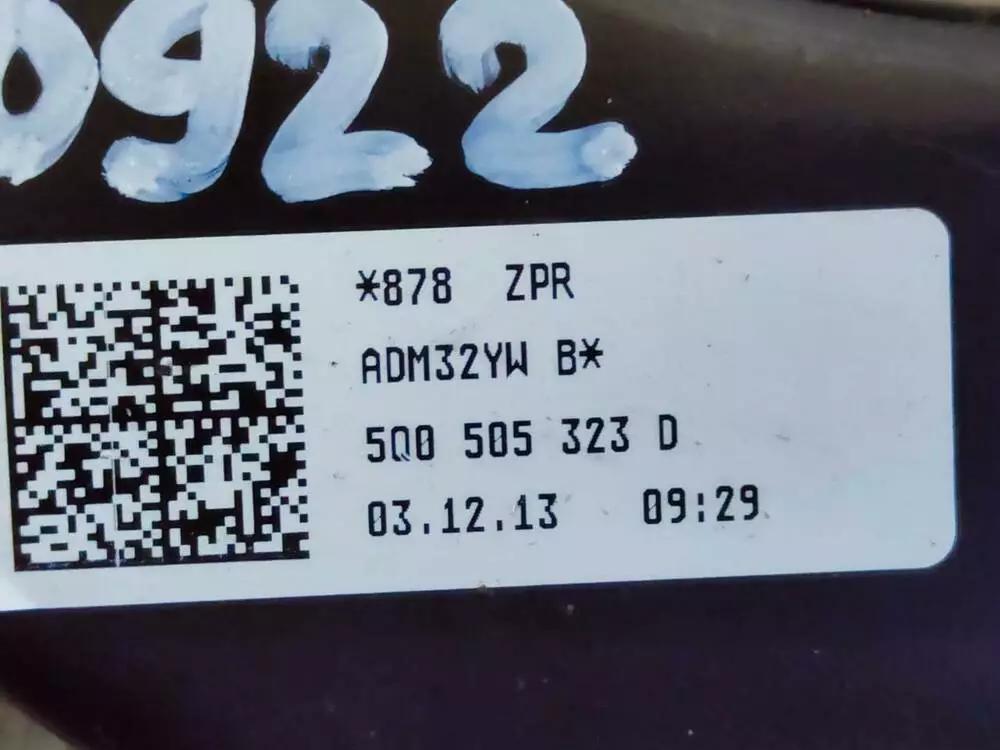 0922
*878 ZPR
ADM32YW B*
5Q0 505 323 D
03.12.13 09:29